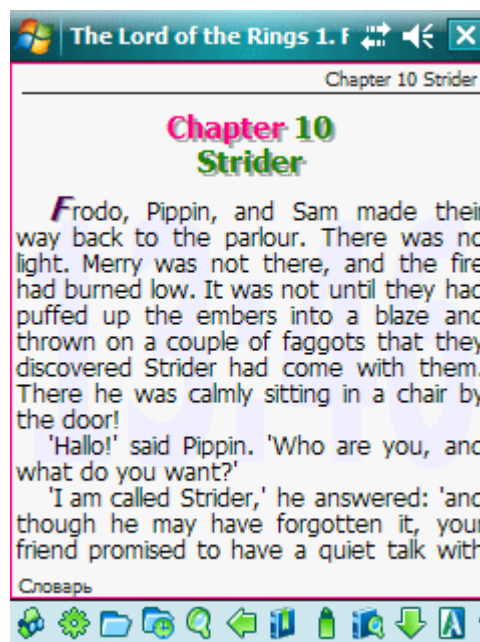 The Lord of the Rings 1. F
Chapter 10 Strider
Chapter 10
Strider
Frodo, Pippin, and Sam made their
way back to the parlour. There was no
light. Merry was not there, and the fire
had burned low. It was not until they had
puffed up the embers into a blaze and
thrown on a couple of faggots that they
discovered Strider had come with them.
There he was calmly sitting in a chair by
the door!
'Hallo!' said Pippin. 'Who are you, and
what do you want?'
'I am called Strider,' he answered: 'and
though he may have forgotten it, your
friend promised to have a quiet talk with
Словарь